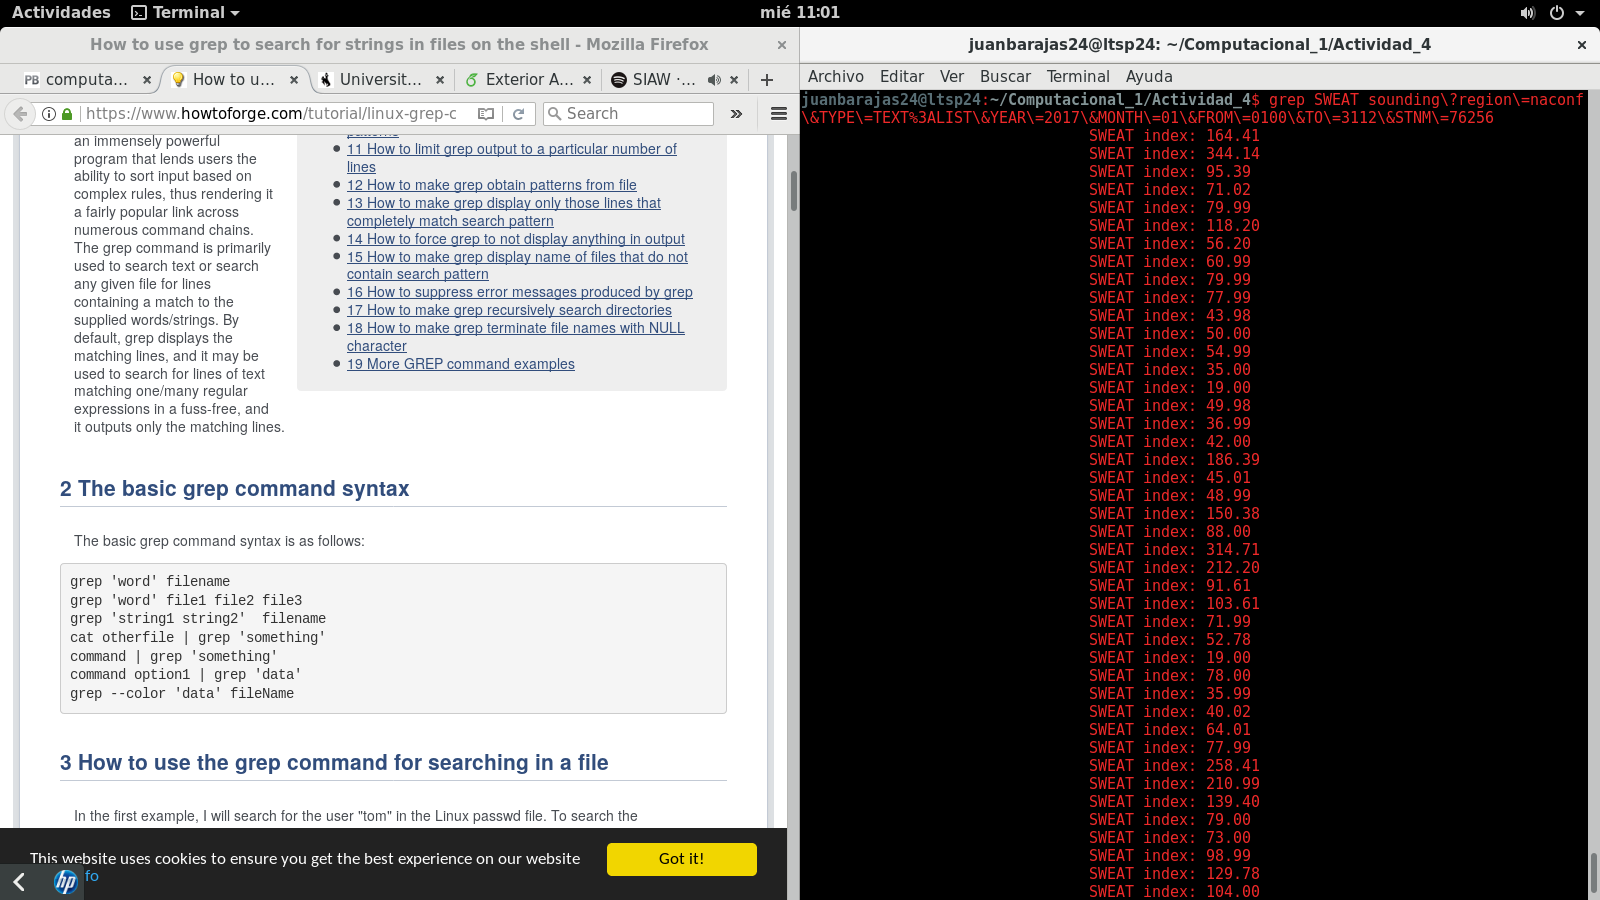 Actividades
Terminal
mié 11:01
How to use grep to search for strings in files on the shell - Mozilla Firefox
PB computa...
How to u...
Universit...
Exterior A...
SIAW ·...
https://www.howtoforge.com/tutorial/linux-grep-c
Search
an immensely powerful
program that lends users the
ability to sort input based on
complex rules, thus rendering it
a fairly popular link across
numerous command chains.
The grep command is primarily
used to search text or search
any given file for lines
containing a match to the
supplied words/strings. By
default, grep displays the
matching lines, and it may be
used to search for lines of text
matching one/many regular
expressions in a fuss-free, and
it outputs only the matching lines.
patterns
11 How to limit grep output to a particular number of
lines
12 How to make grep obtain patterns from file
13 How to make grep display only those lines that
completely match search pattern
14 How to force grep to not display anything in output
15 How to make grep display name of files that do not
contain search pattern
16 How to suppress error messages produced by grep
17 How to make grep recursively search directories
18 How to make grep terminate file names with NULL
character
19 More GREP command examples
2 The basic grep command syntax
The basic grep command syntax is as follows:
grep 'word' filename
grep 'word' file1 file2 file3
grep 'string1 string2'  filename
cat otherfile | grep 'something'
command | grep 'something'
command option1 | grep 'data'
grep --color 'data' fileName
3 How to use the grep command for searching in a file
In the first example, I will search for the user "tom" in the Linux passwd file. To search the
This website uses cookies to ensure you get the best experience on our website
fo
Got it!
hp
juanbarajas24@ltsp24: ~/Computacional_1/Actividad_4
Archivo Editar Ver Buscar Terminal Ayuda
juanbarajas24@ltsp24:~/Computacional_1/Actividad_4$ grep SWEAT sounding\?region\=naconf
\&TYPE\=TEXT%3ALIST\&YEAR\=2017\&MONTH\=01\&FROM\=0100\&TO\=3112\&STNM\=76256
SWEAT index: 164.41
SWEAT index: 344.14
SWEAT index: 95.39
SWEAT index: 71.02
SWEAT index: 79.99
SWEAT index: 118.20
SWEAT index: 56.20
SWEAT index: 60.99
SWEAT index: 79.99
SWEAT index: 77.99
SWEAT index: 43.98
SWEAT index: 50.00
SWEAT index: 54.99
SWEAT index: 35.00
SWEAT index: 19.00
SWEAT index: 49.98
SWEAT index: 36.99
SWEAT index: 42.00
SWEAT index: 186.39
SWEAT index: 45.01
SWEAT index: 48.99
SWEAT index: 150.38
SWEAT index: 88.00
SWEAT index: 314.71
SWEAT index: 212.20
SWEAT index: 91.61
SWEAT index: 103.61
SWEAT index: 71.99
SWEAT index: 52.78
SWEAT index: 19.00
SWEAT index: 78.00
SWEAT index: 35.99
SWEAT index: 40.02
SWEAT index: 64.01
SWEAT index: 77.99
SWEAT index: 258.41
SWEAT index: 210.99
SWEAT index: 139.40
SWEAT index: 79.00
SWEAT index: 73.00
SWEAT index: 98.99
SWEAT index: 129.78
SWEAT index: 104.00